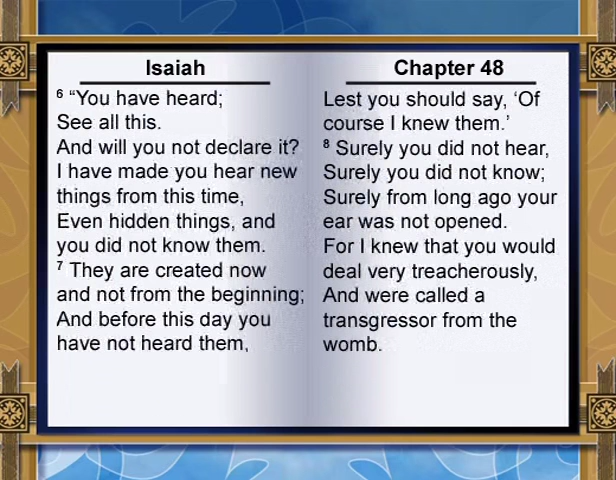 Isaiah
⁶ “You have heard;
See all this.
And will you not declare it?
I have made you hear new
things from this time,
Even hidden things, and
you did not know them.
⁷ They are created now
and not from the beginning;
And before this day you
have not heard them,
Chapter 48
Lest you should say, ‘Of
course I knew them.’
⁸ Surely you did not hear,
Surely you did not know;
Surely from long ago your
ear was not opened.
For I knew that you would
deal very treacherously,
And were called a
transgressor from the
womb.